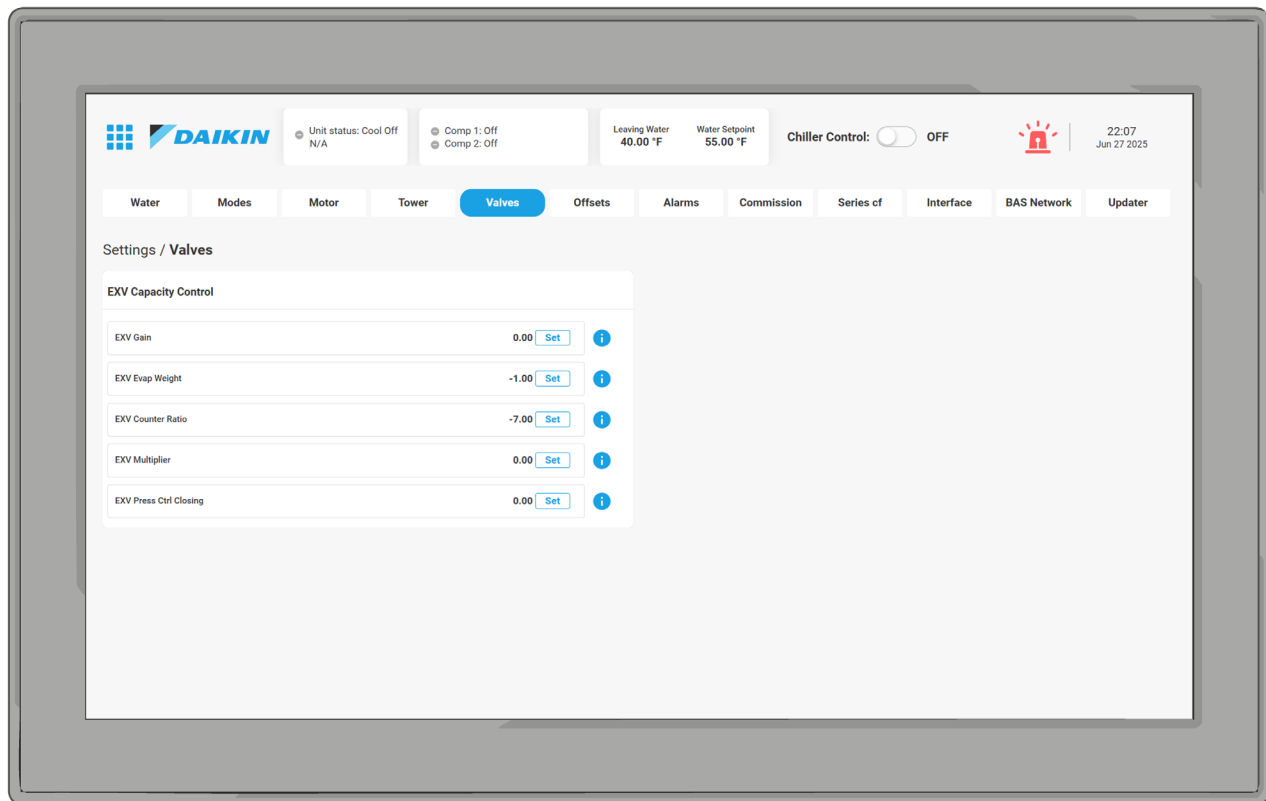 DAIKIN
Unit status: Cool Off
N/A
Comp 1: Off
Comp 2: Off
Leaving Water
40.00 °F
Water Setpoint
55.00 °F
Chiller Control: OFF
22:07
Jun 27 2025
Water Modes Motor Tower Valves Offsets Alarms Commission Series cf Interface BAS Network Updater
Settings / Valves
EXV Capacity Control
EXV Gain 0.00 Set i
EXV Evap Weight -1.00 Set i
EXV Counter Ratio -7.00 Set i
EXV Multiplier 0.00 Set i
EXV Press Ctrl Closing 0.00 Set i